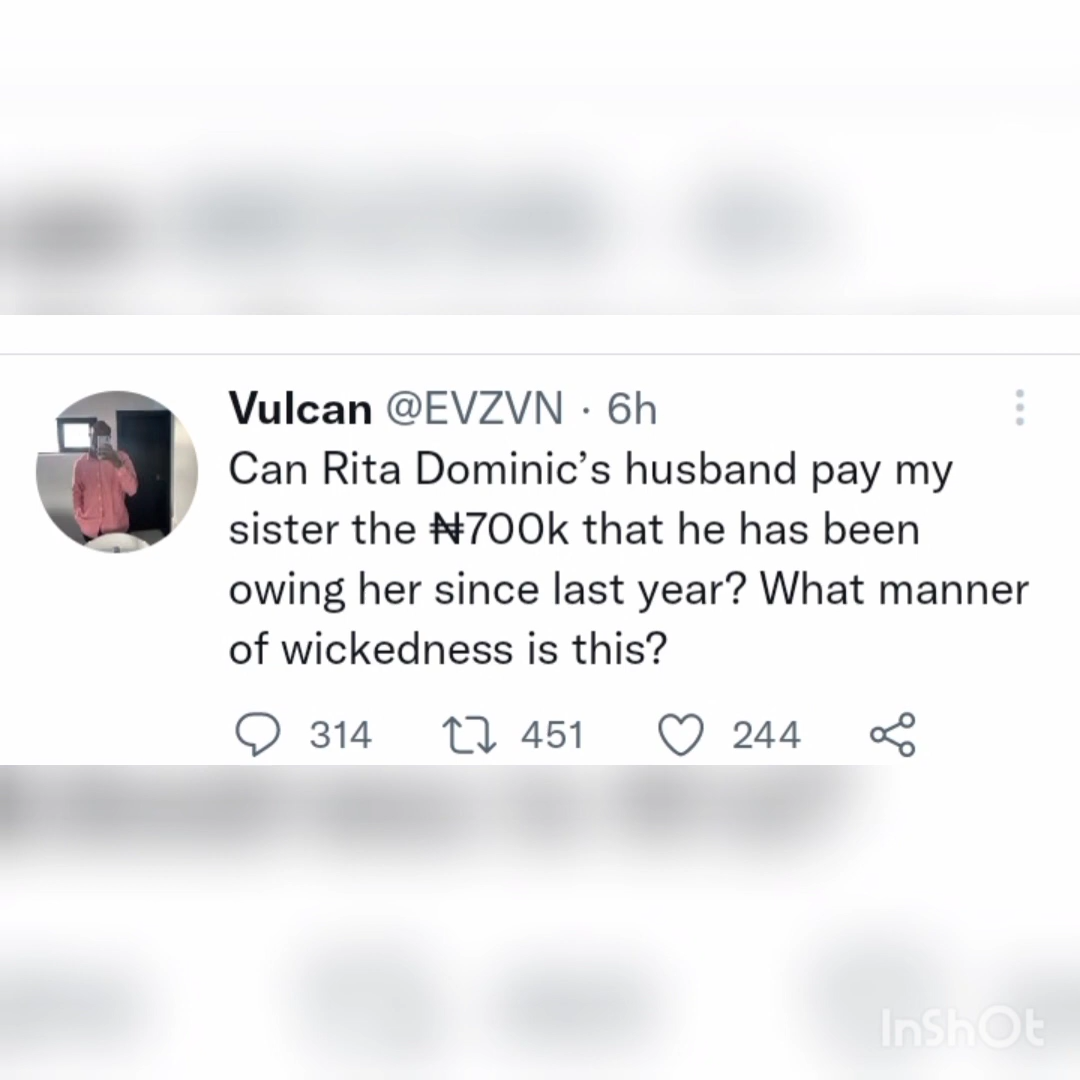 Vulcan @EVZVN · 6h
Can Rita Dominic’s husband pay my
sister the ₦700k that he has been
owing her since last year? What manner
of wickedness is this?
314 451 244
InShOt